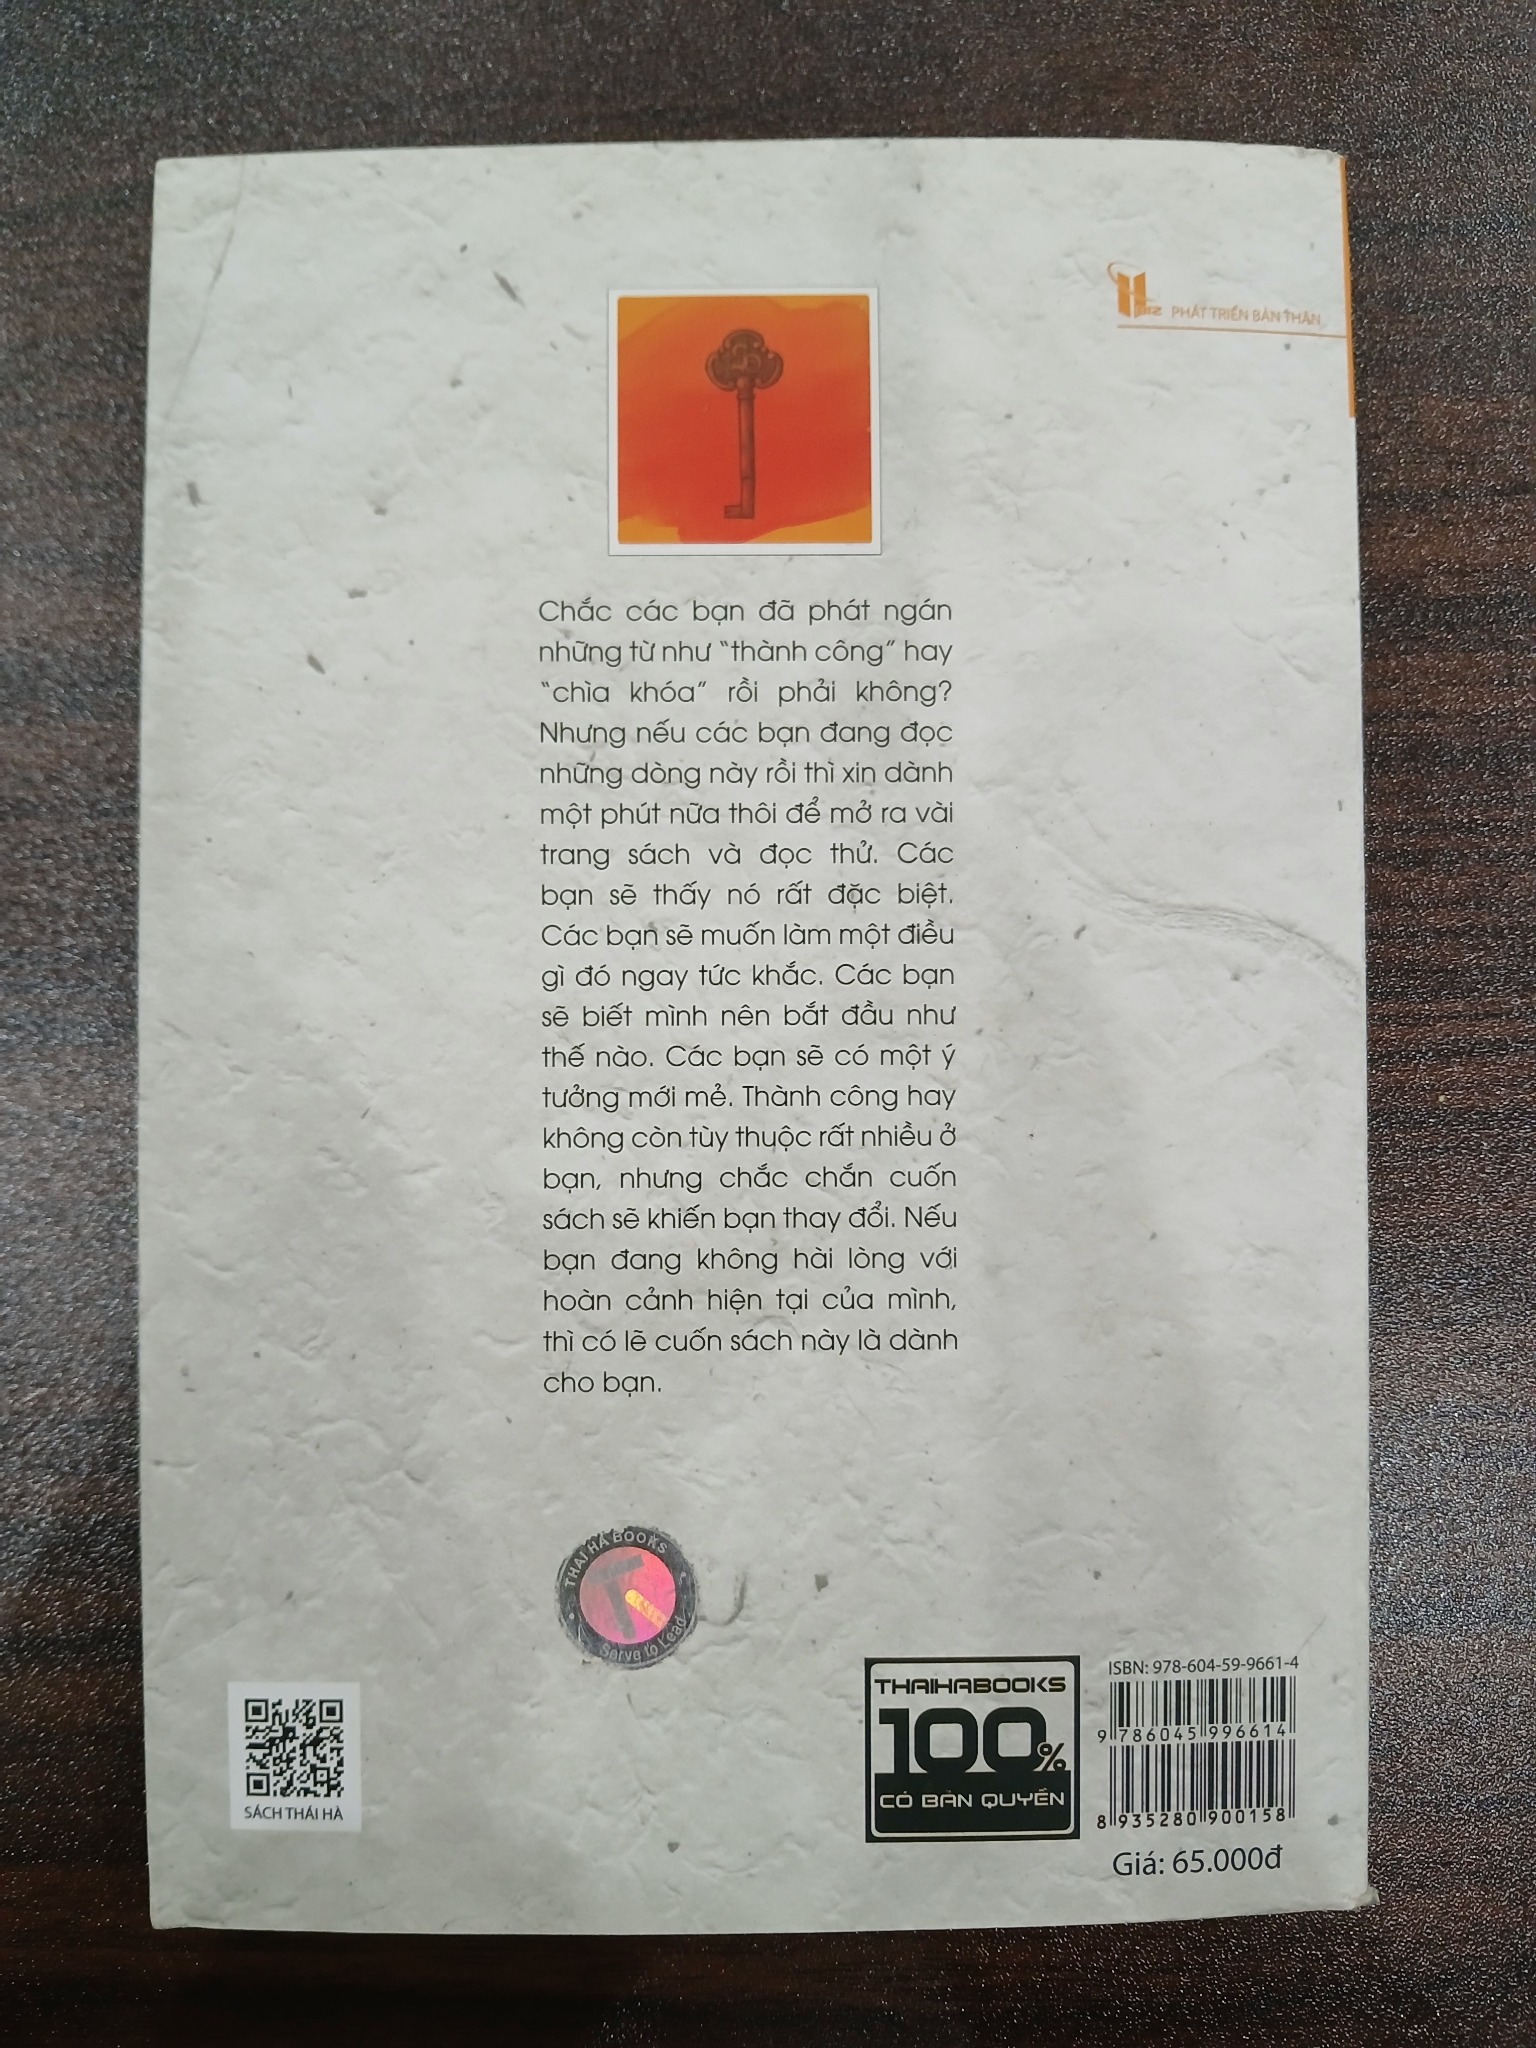 PHÁT TRIỂN BẢN THÂN
Chắc các bạn đã phát ngán
những từ như “thành công” hay
“chìa khóa” rồi phải không?
Nhưng nếu các bạn đang đọc
những dòng này rồi thì xin dành
một phút nữa thôi để mở ra vài
trang sách và đọc thử. Các
bạn sẽ thấy nó rất đặc biệt.
Các bạn sẽ muốn làm một điều
gì đó ngay tức khắc. Các bạn
sẽ biết mình nên bắt đầu như
thế nào. Các bạn sẽ có một ý
tưởng mới mẻ. Thành công hay
không còn tùy thuộc rất nhiều ở
bạn, nhưng chắc chắn cuốn
sách sẽ khiến bạn thay đổi. Nếu
bạn đang không hài lòng với
hoàn cảnh hiện tại của mình,
thì có lẽ cuốn sách này là dành
cho bạn.
THAI HA BOOKS
Serve to Lead
SÁCH THÁI HÀ
THAIHABOOKS
100%
CÓ BẢN QUYỀN
ISBN: 978-604-59-9661-4
9 786045 996614
8 935280 900158
Giá: 65.000đ